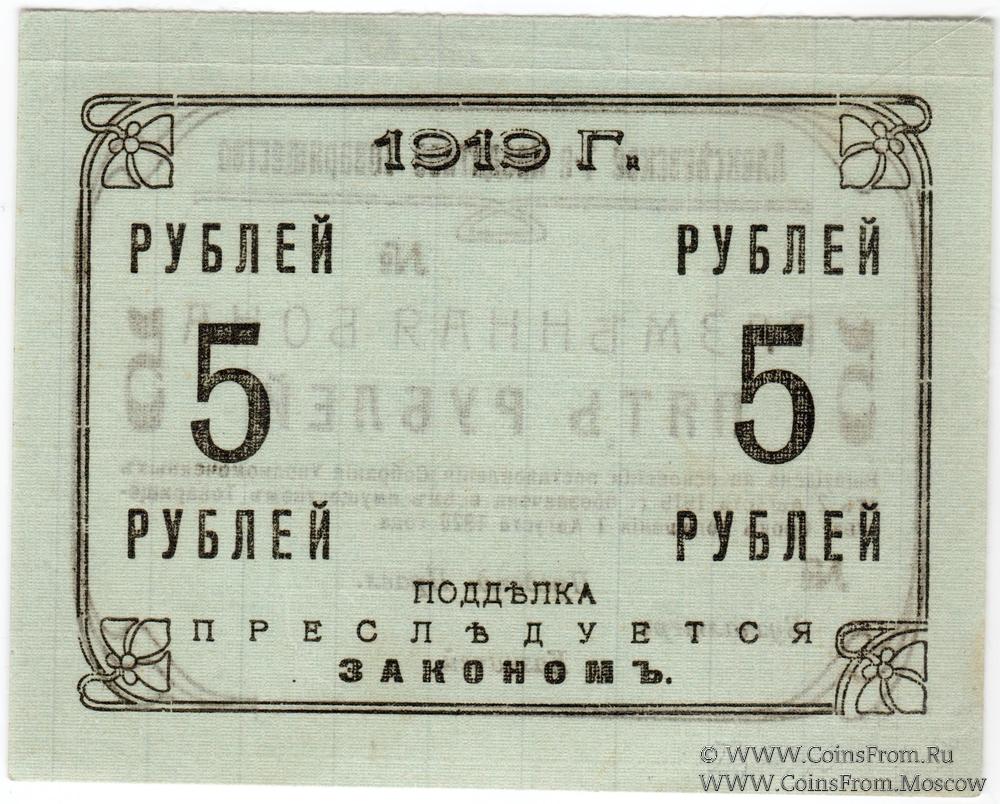 1919 Г.
РУБЛЕЙ РУБЛЕЙ
5 5
РУБЛЕЙ РУБЛЕЙ
ПОДДѢЛКА
ПРЕСЛѢДУЕТСЯ
ЗАКОНОМЪ.
© WWW.CoinsFrom.Ru
WWW.CoinsFrom.Moscow